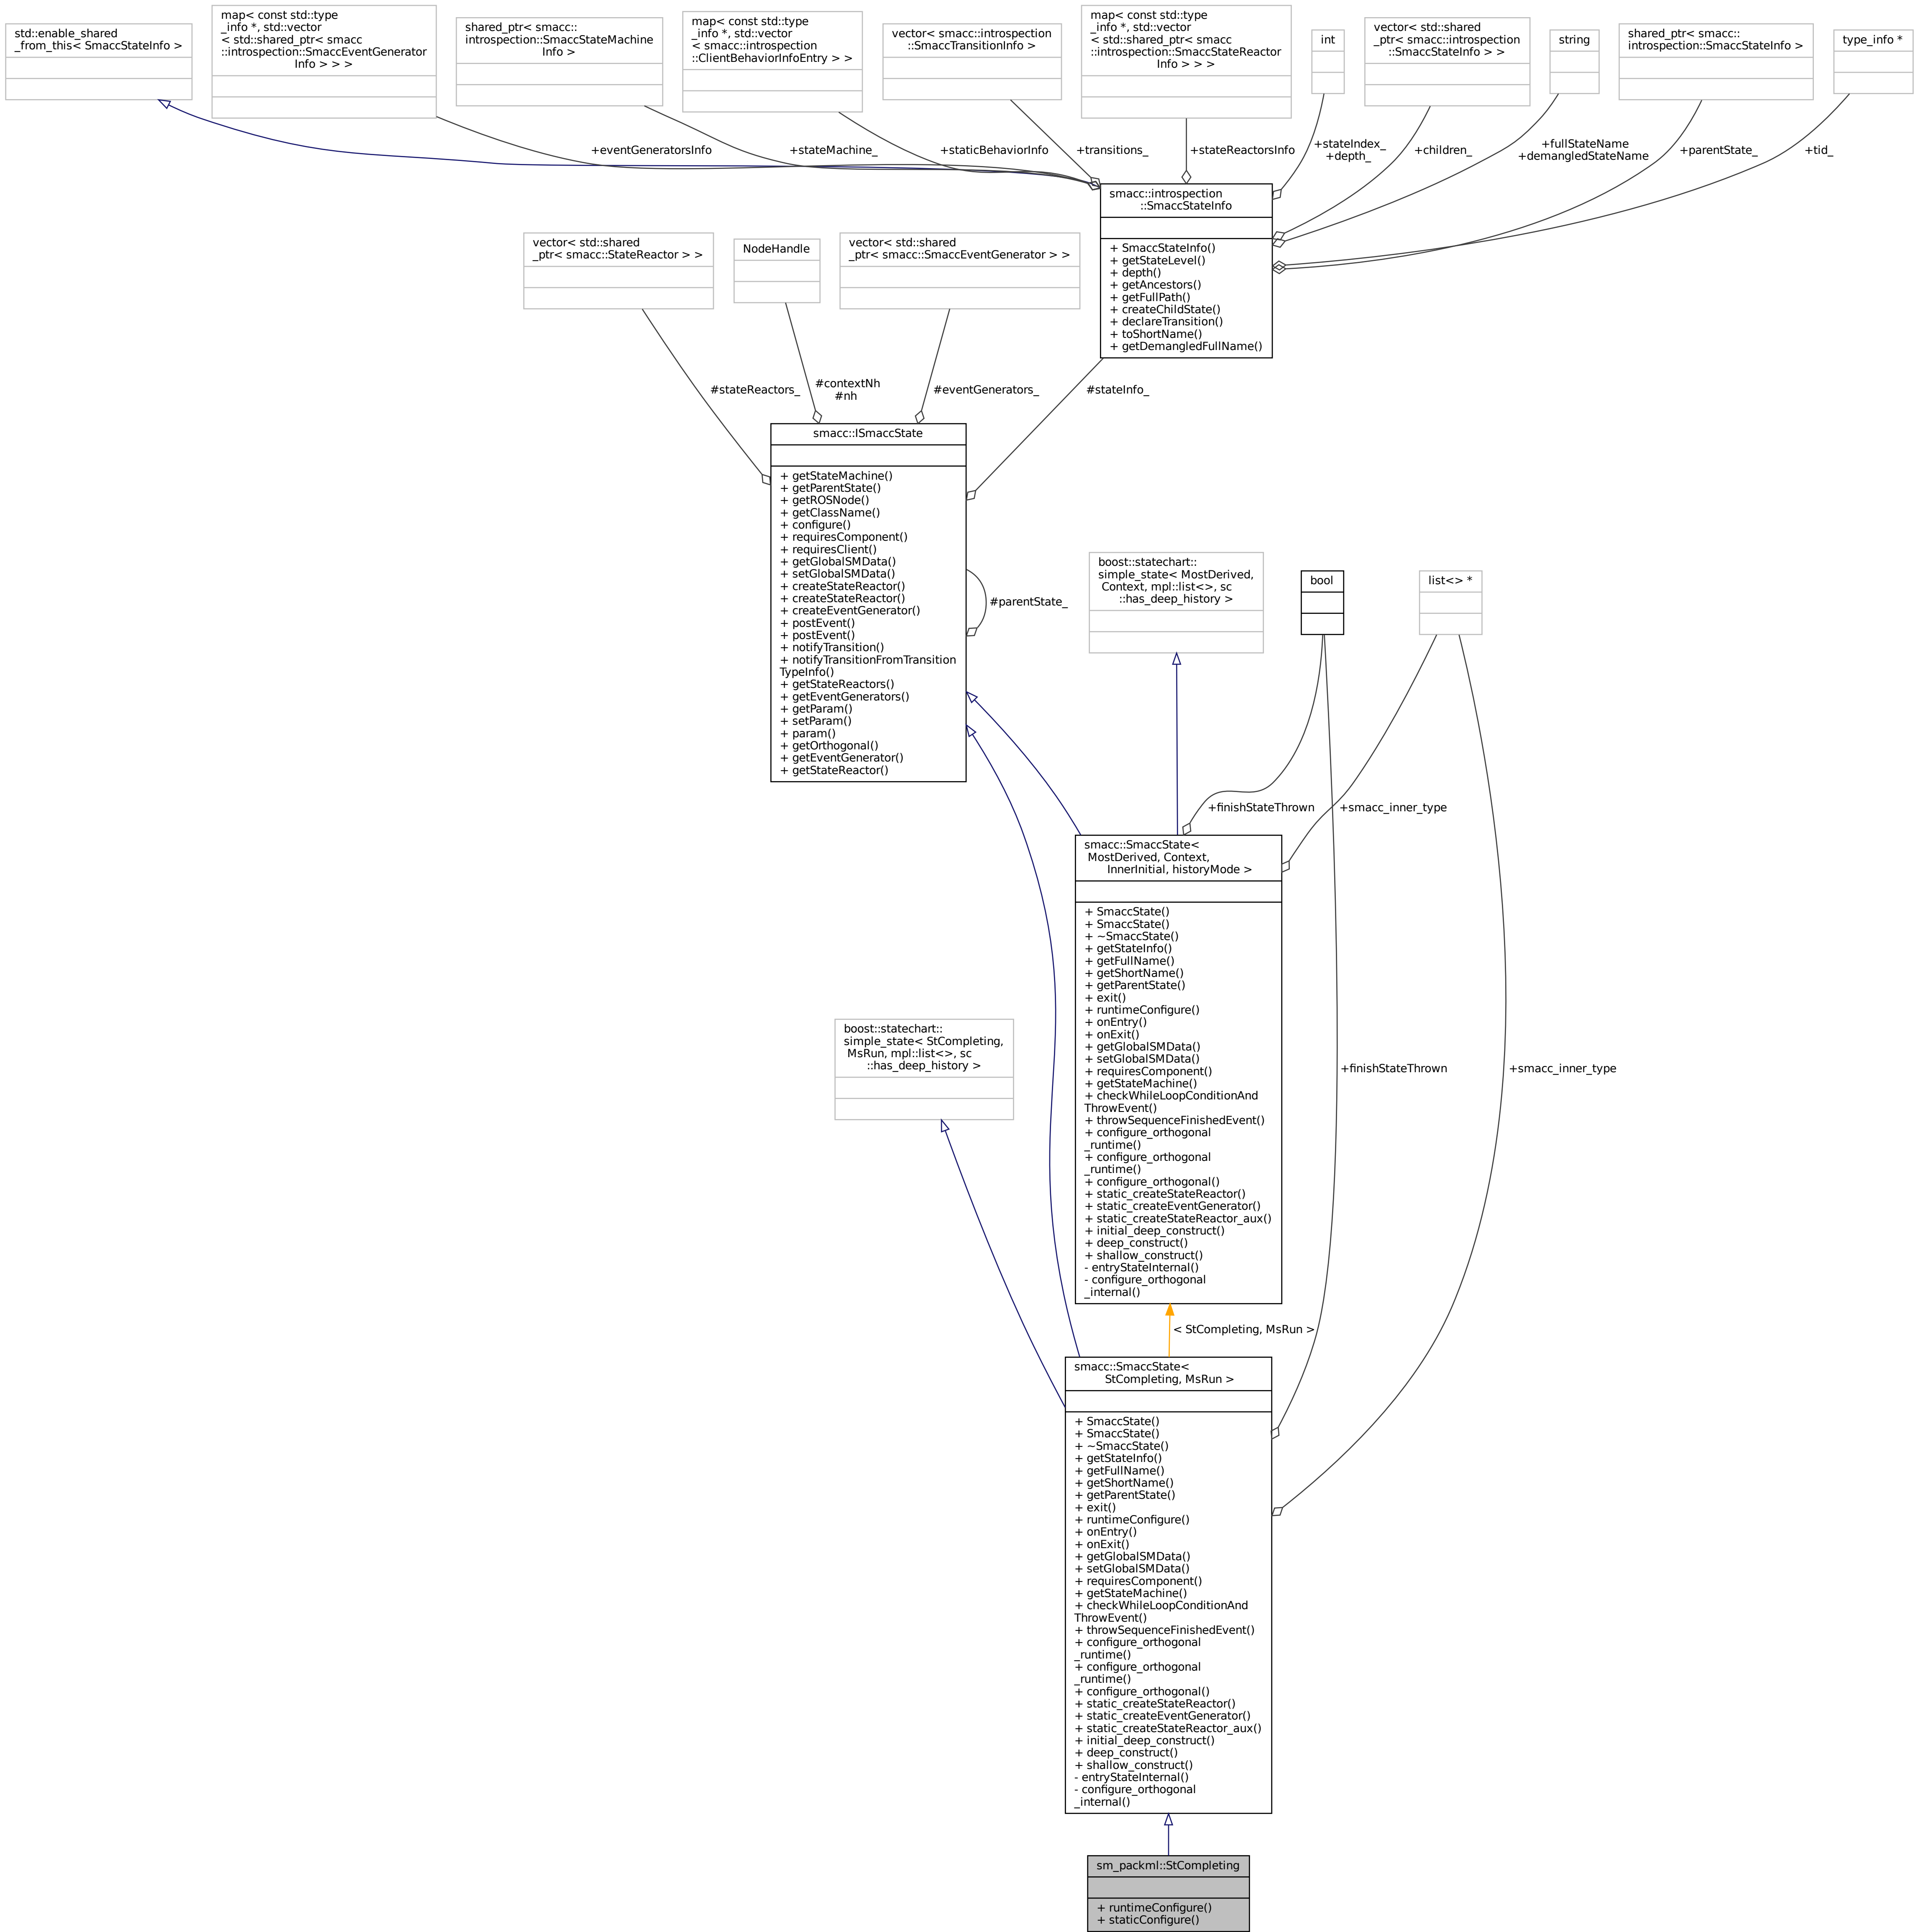 std::enable_shared
_from_this< SmaccStateInfo >
map< const std::type
_info *, std::vector
< std::shared_ptr< smacc
::introspection::SmaccEventGenerator
Info > > >
shared_ptr< smacc::
introspection::SmaccStateMachine
Info >
map< const std::type
_info *, std::vector
< smacc::introspection
::ClientBehaviorInfoEntry > >
vector< smacc::introspection
::SmaccTransitionInfo >
map< const std::type
_info *, std::vector
< std::shared_ptr< smacc
::introspection::SmaccStateReactor
Info > > >
int
vector< std::shared
_ptr< smacc::introspection
::SmaccStateInfo > >
string
shared_ptr< smacc::
introspection::SmaccStateInfo >
type_info *
+eventGeneratorsInfo
+stateMachine_
+staticBehaviorInfo
+transitions_
+stateReactorsInfo
+stateIndex_
+depth_
+children_
+fullStateName
+demangledStateName
+parentState_
+tid_
smacc::introspection
::SmaccStateInfo
+ SmaccStateInfo()
+ getStateLevel()
+ depth()
+ getAncestors()
+ getFullPath()
+ createChildState()
+ declareTransition()
+ toShortName()
+ getDemangledFullName()
vector< std::shared
_ptr< smacc::StateReactor > >
NodeHandle
vector< std::shared
_ptr< smacc::SmaccEventGenerator > >
#stateReactors_
#contextNh
#nh
#eventGenerators_
#stateInfo_
smacc::ISmaccState
+ getStateMachine()
+ getParentState()
+ getROSNode()
+ getClassName()
+ configure()
+ requiresComponent()
+ requiresClient()
+ getGlobalSMData()
+ setGlobalSMData()
+ createStateReactor()
+ createStateReactor()
+ createEventGenerator()
+ postEvent()
+ postEvent()
+ notifyTransition()
+ notifyTransitionFromTransition
TypeInfo()
+ getStateReactors()
+ getEventGenerators()
+ getParam()
+ setParam()
+ param()
+ getOrthogonal()
+ getEventGenerator()
+ getStateReactor()
#parentState_
boost::statechart::
simple_state< MostDerived,
Context, mpl::list<>, sc
::has_deep_history >
bool
list<> *
+finishStateThrown
+smacc_inner_type
smacc::SmaccState<
MostDerived, Context,
InnerInitial, historyMode >
+ SmaccState()
+ SmaccState()
+ ~SmaccState()
+ getStateInfo()
+ getFullName()
+ getShortName()
+ getParentState()
+ exit()
+ runtimeConfigure()
+ onEntry()
+ onExit()
+ getGlobalSMData()
+ setGlobalSMData()
+ requiresComponent()
+ getStateMachine()
+ checkWhileLoopConditionAnd
ThrowEvent()
+ throwSequenceFinishedEvent()
+ configure_orthogonal
_runtime()
+ configure_orthogonal
_runtime()
+ configure_orthogonal()
+ static_createStateReactor()
+ static_createEventGenerator()
+ static_createStateReactor_aux()
+ initial_deep_construct()
+ deep_construct()
+ shallow_construct()
- entryStateInternal()
- configure_orthogonal
_internal()
boost::statechart::
simple_state< StCompleting,
MsRun, mpl::list<>, sc
::has_deep_history >
+finishStateThrown
+smacc_inner_type
< StCompleting, MsRun >
smacc::SmaccState<
StCompleting, MsRun >
+ SmaccState()
+ SmaccState()
+ ~SmaccState()
+ getStateInfo()
+ getFullName()
+ getShortName()
+ getParentState()
+ exit()
+ runtimeConfigure()
+ onEntry()
+ onExit()
+ getGlobalSMData()
+ setGlobalSMData()
+ requiresComponent()
+ getStateMachine()
+ checkWhileLoopConditionAnd
ThrowEvent()
+ throwSequenceFinishedEvent()
+ configure_orthogonal
_runtime()
+ configure_orthogonal
_runtime()
+ configure_orthogonal()
+ static_createStateReactor()
+ static_createEventGenerator()
+ static_createStateReactor_aux()
+ initial_deep_construct()
+ deep_construct()
+ shallow_construct()
- entryStateInternal()
- configure_orthogonal
_internal()
sm_packml::StCompleting
+ runtimeConfigure()
+ staticConfigure()